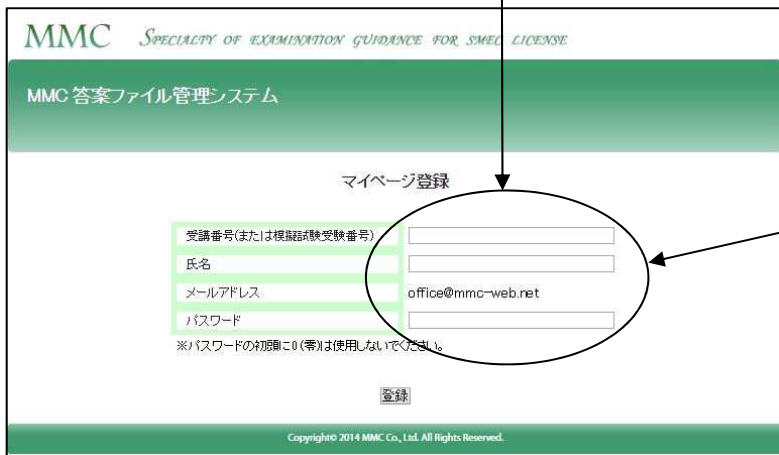 MMC SPECIALTY OF EXAMINATION GUIDANCE FOR SMEC LICENSE
MMC 答案ファイル管理システム
マイページ登録
受講番号(または模擬試験受験番号)
氏名
メールアドレス office@mmc-web.net
パスワード
※パスワードの初頭に0(零)は使用しないでください。
登録
Copyright© 2014 MMC Co., Ltd. All Rights Reserved.